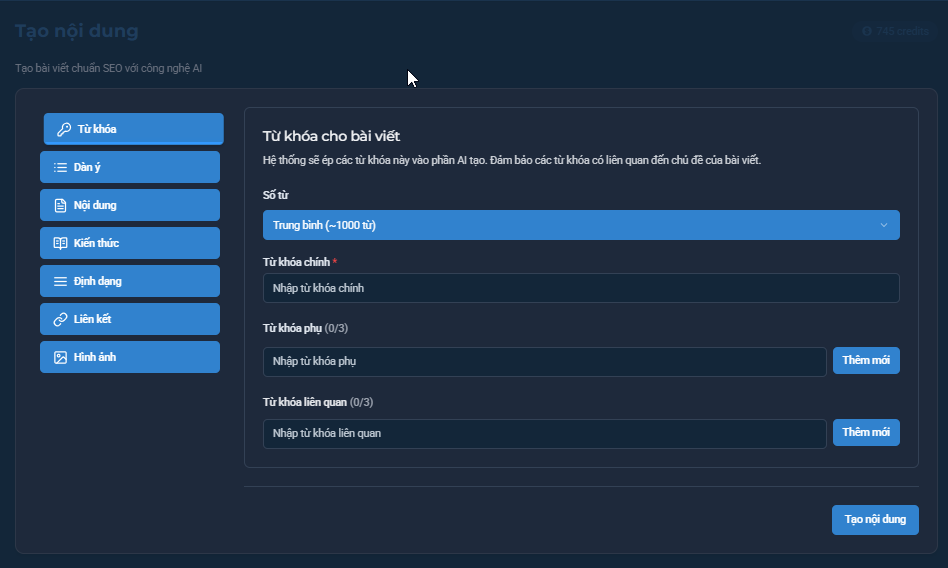 Tạo nội dung
745 credits
Tạo bài viết chuẩn SEO với công nghệ AI
Từ khóa
Dàn ý
Nội dung
Kiến thức
Định dạng
Liên kết
Hình ảnh
Từ khóa cho bài viết
Hệ thống sẽ ép các từ khóa này vào phần AI tạo. Đảm bảo các từ khóa có liên quan đến chủ đề của bài viết.
Số từ
Trung bình (~1000 từ)
Từ khóa chính *
Nhập từ khóa chính
Từ khóa phụ (0/3)
Nhập từ khóa phụ
Thêm mới
Từ khóa liên quan (0/3)
Nhập từ khóa liên quan
Thêm mới
Tạo nội dung